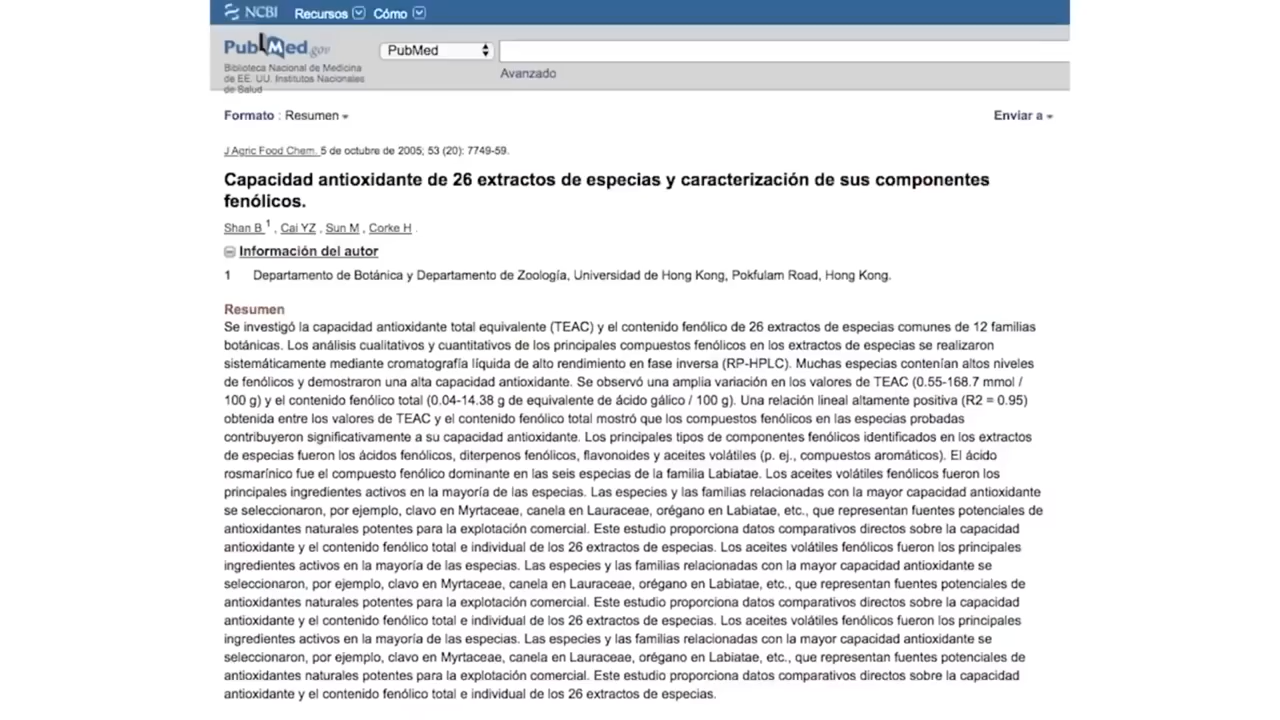 NCBI Recursos Cómo
PubMed.gov
PubMed
Biblioteca Nacional de Medicina
de EE. UU. Institutos Nacionales
de Salud
Avanzado
Formato : Resumen
Enviar a
J Agric Food Chem. 5 de octubre de 2005; 53 (20): 7749-59.
Capacidad antioxidante de 26 extractos de especias y caracterización de sus componentes
fenólicos.
Shan B 1 , Cai YZ , Sun M , Corke H .
Información del autor
1 Departamento de Botánica y Departamento de Zoología, Universidad de Hong Kong, Pokfulam Road, Hong Kong.
Resumen
Se investigó la capacidad antioxidante total equivalente (TEAC) y el contenido fenólico de 26 extractos de especias comunes de 12 familias
botánicas. Los análisis cualitativos y cuantitativos de los principales compuestos fenólicos en los extractos de especias se realizaron
sistemáticamente mediante cromatografía líquida de alto rendimiento en fase inversa (RP-HPLC). Muchas especias contenían altos niveles
de fenólicos y demostraron una alta capacidad antioxidante. Se observó una amplia variación en los valores de TEAC (0.55-168.7 mmol /
100 g) y el contenido fenólico total (0.04-14.38 g de equivalente de ácido gálico / 100 g). Una relación lineal altamente positiva (R2 = 0.95)
obtenida entre los valores de TEAC y el contenido fenólico total mostró que los compuestos fenólicos en las especias probadas
contribuyeron significativamente a su capacidad antioxidante. Los principales tipos de componentes fenólicos identificados en los extractos
de especias fueron los ácidos fenólicos, diterpenos fenólicos, flavonoides y aceites volátiles (p. ej., compuestos aromáticos). El ácido
rosmarínico fue el compuesto fenólico dominante en las seis especias de la familia Labiatae. Los aceites volátiles fenólicos fueron los
principales ingredientes activos en la mayoría de las especias. Las especies y las familias relacionadas con la mayor capacidad antioxidante
se seleccionaron, por ejemplo, clavo en Myrtaceae, canela en Lauraceae, orégano en Labiatae, etc., que representan fuentes potenciales de
antioxidantes naturales potentes para la explotación comercial. Este estudio proporciona datos comparativos directos sobre la capacidad
antioxidante y el contenido fenólico total e individual de los 26 extractos de especias. Los aceites volátiles fenólicos fueron los principales
ingredientes activos en la mayoría de las especias. Las especies y las familias relacionadas con la mayor capacidad antioxidante se
seleccionaron, por ejemplo, clavo en Myrtaceae, canela en Lauraceae, orégano en Labiatae, etc., que representan fuentes potenciales de
antioxidantes naturales potentes para la explotación comercial. Este estudio proporciona datos comparativos directos sobre la capacidad
antioxidante y el contenido fenólico total e individual de los 26 extractos de especias. Los aceites volátiles fenólicos fueron los principales
ingredientes activos en la mayoría de las especias. Las especies y las familias relacionadas con la mayor capacidad antioxidante se
seleccionaron, por ejemplo, clavo en Myrtaceae, canela en Lauraceae, orégano en Labiatae, etc., que representan fuentes potenciales de
antioxidantes naturales potentes para la explotación comercial. Este estudio proporciona datos comparativos directos sobre la capacidad
antioxidante y el contenido fenólico total e individual de los 26 extractos de especias.